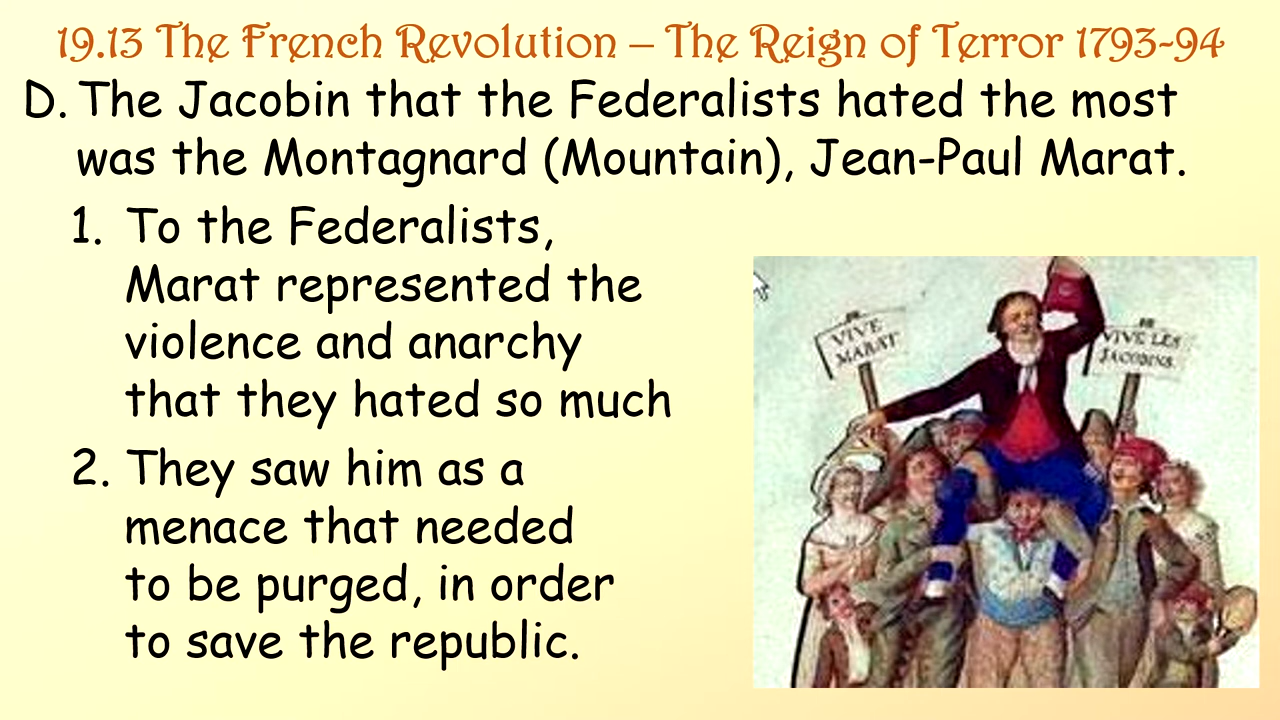 19.13 The French Revolution – The Reign of Terror 1793-94
D. The Jacobin that the Federalists hated the most
was the Montagnard (Mountain), Jean-Paul Marat.
1. To the Federalists,
Marat represented the
violence and anarchy
that they hated so much
2. They saw him as a
menace that needed
to be purged, in order
to save the republic.
VIVE
MARAT
VIVE LES
JACOBINS